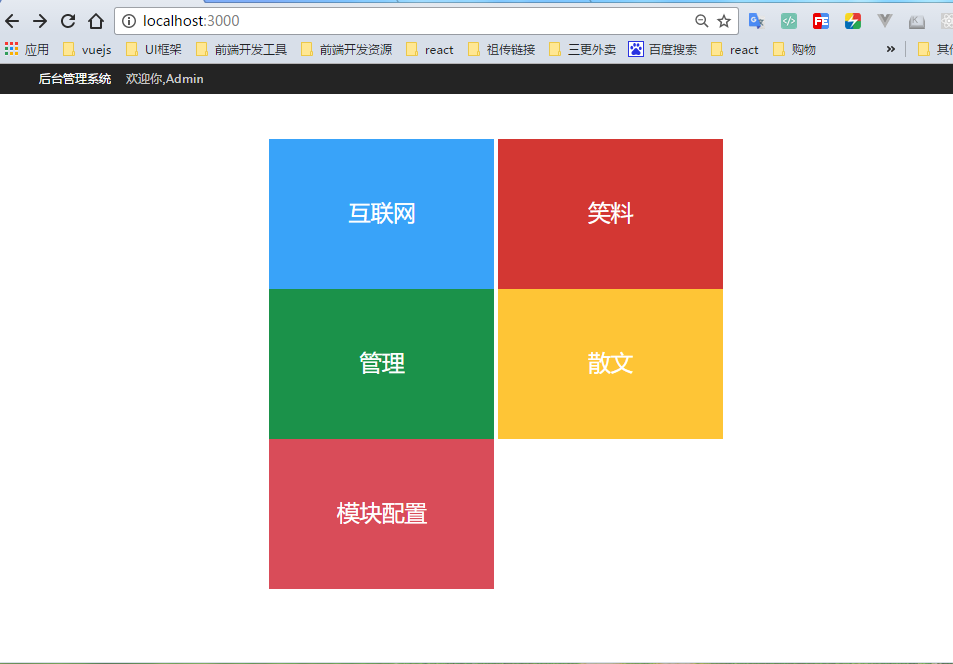 localhost:3000
应用 vuejs UI框架 前端开发工具 前端开发资源 react 祖传链接 三更外卖 百度搜索 react 购物 »
后台管理系统 欢迎你,Admin
互联网 笑料
管理 散文
模块配置